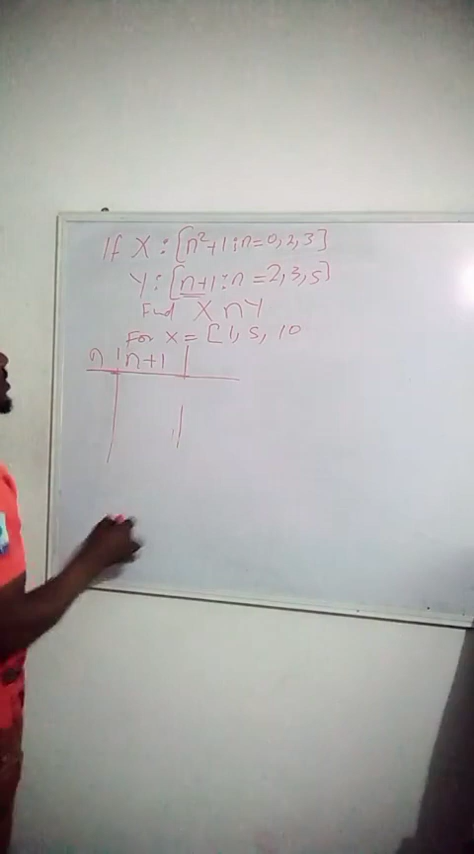 If X : {n²+1 : n=0,2,3}
Y : {n+1 : n=2,3,5}
Find X n Y
For x = [1, 5, 10
n n+1